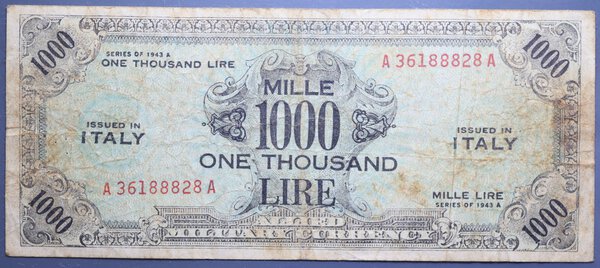 1000
SERIES OF 1943 A
ONE THOUSAND LIRE
A 36188828 A
1000
MILLE
1000
ISSUED IN
ITALY
ISSUED IN
ITALY
ONE THOUSAND
LIRE
A 36188828 A
MILLE LIRE
SERIES OF 1943 A
1000
1000